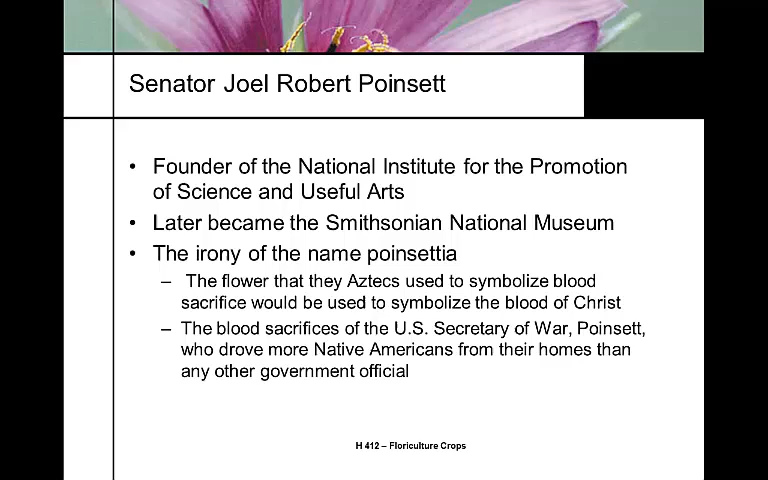 Senator Joel Robert Poinsett
• Founder of the National Institute for the Promotion
of Science and Useful Arts
• Later became the Smithsonian National Museum
• The irony of the name poinsettia
– The flower that they Aztecs used to symbolize blood
sacrifice would be used to symbolize the blood of Christ
– The blood sacrifices of the U.S. Secretary of War, Poinsett,
who drove more Native Americans from their homes than
any other government official
H 412 – Floriculture Crops